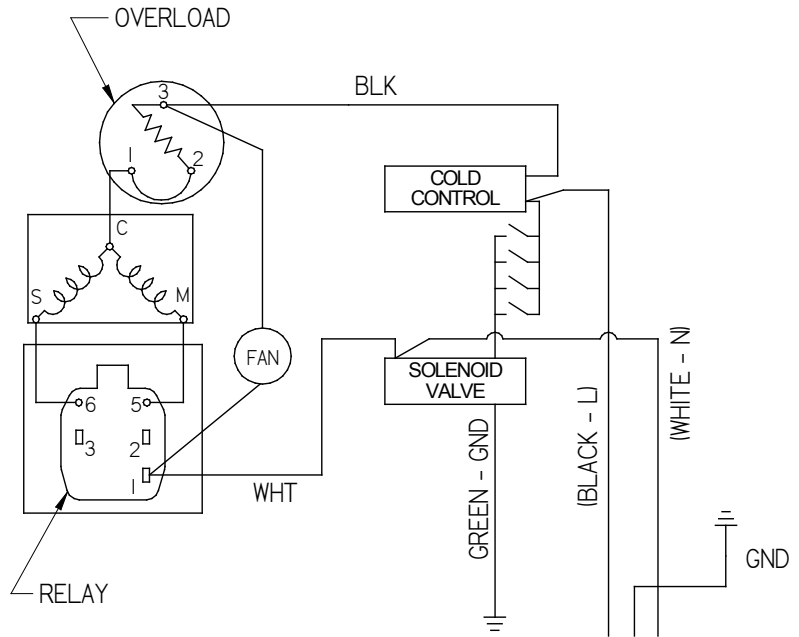 OVERLOAD
3
BLK
1
2
COLD
CONTROL
C
S
M
FAN
SOLENOID
VALVE
6
5
3
2
1
WHT
GREEN - GND
(BLACK - L)
(WHITE - N)
GND
RELAY